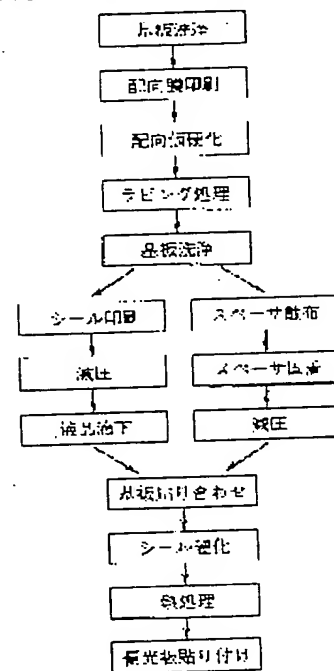 基板洗浄
配向膜印刷
配向膜硬化
ラビング処理
基板洗浄
シール印刷
スペーサ散布
減圧
スペーサ固着
液晶滴下
減圧
基板貼り合わせ
シール硬化
熱処理
偏光板貼り付け